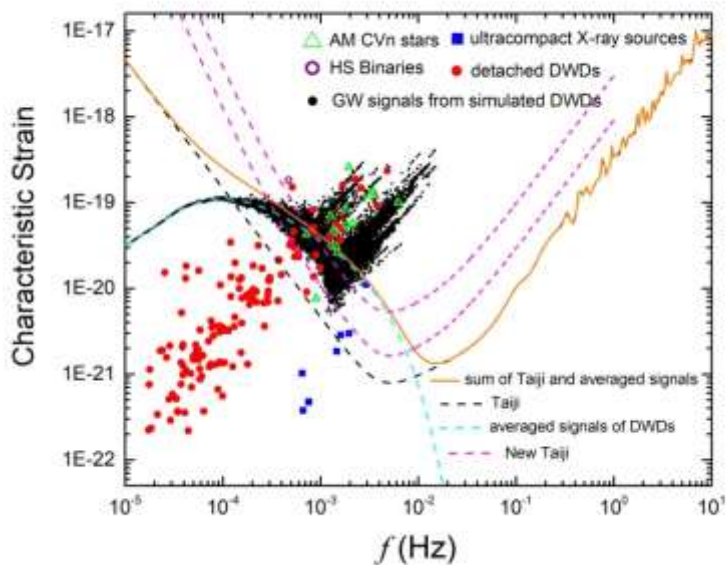 1E-17
1E-18
1E-19
1E-20
1E-21
1E-22
Characteristic Strain
AM CVn stars
ultracompact X-ray sources
HS Binaries
detached DWDs
GW signals from simulated DWDs
sum of Taiji and averaged signals
Taiji
averaged signals of DWDs
New Taiji
10⁻⁵ 10⁻⁴ 10⁻³ 10⁻² 10⁻¹ 10⁰ 10¹
f (Hz)